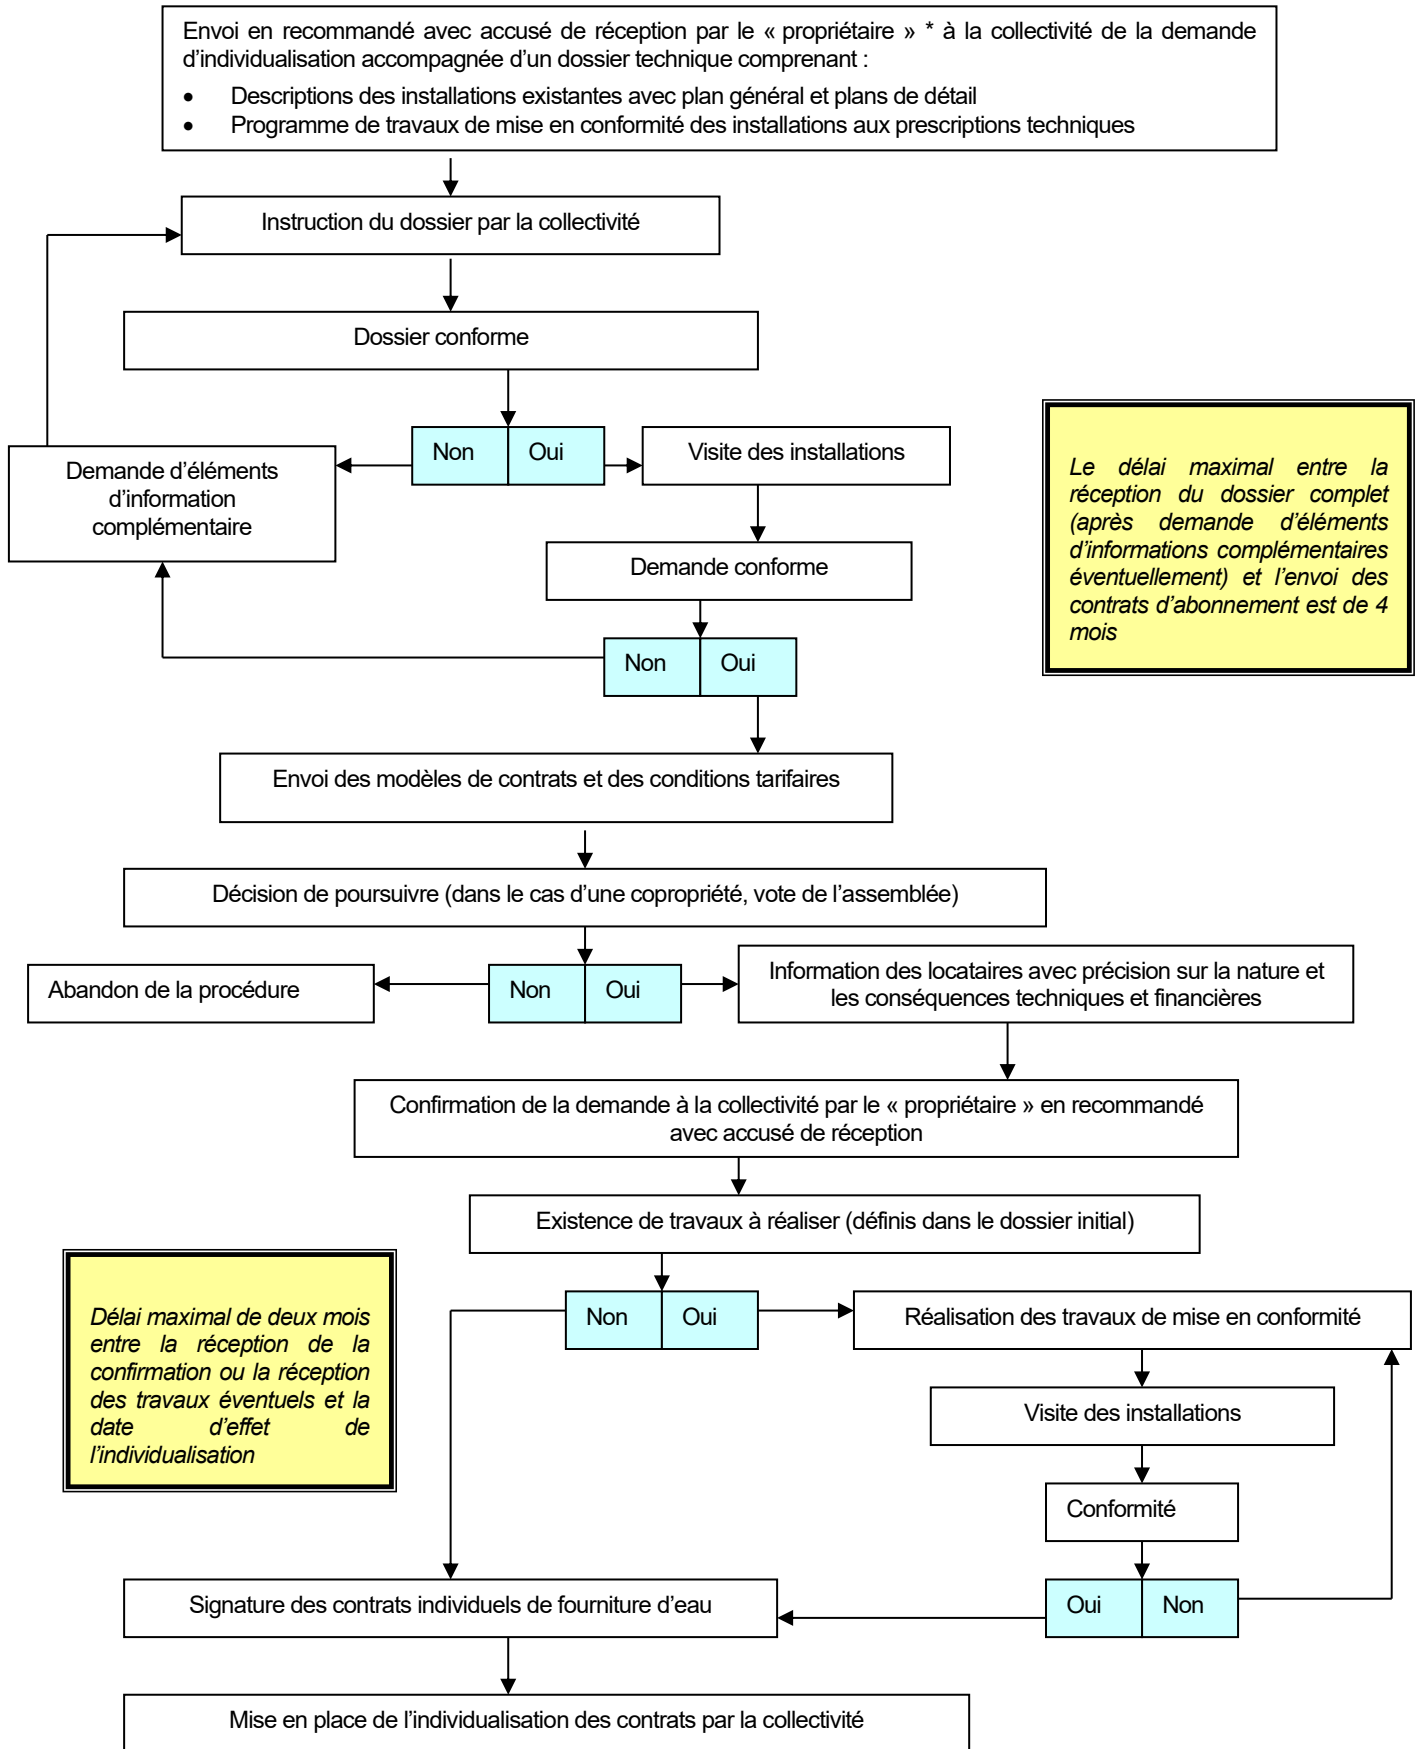 Envoi en recommandé avec accusé de réception par le « propriétaire » * à la collectivité de la demande
d'individualisation accompagnée d'un dossier technique comprenant :
• Descriptions des installations existantes avec plan général et plans de détail
• Programme de travaux de mise en conformité des installations aux prescriptions techniques
Instruction du dossier par la collectivité
Dossier conforme
Non
Oui
Visite des installations
Demande d'éléments
d'information
complémentaire
Demande conforme
Non
Oui
Le délai maximal entre la
réception du dossier complet
(après demande d'éléments
d'informations complémentaires
éventuellement) et l'envoi des
contrats d'abonnement est de 4
mois
Envoi des modèles de contrats et des conditions tarifaires
Décision de poursuivre (dans le cas d'une copropriété, vote de l'assemblée)
Abandon de la procédure
Non
Oui
Information des locataires avec précision sur la nature et
les conséquences techniques et financières
Confirmation de la demande à la collectivité par le « propriétaire » en recommandé
avec accusé de réception
Existence de travaux à réaliser (définis dans le dossier initial)
Délai maximal de deux mois
entre la réception de la
confirmation ou la réception
des travaux éventuels et la
date d'effet de
l'individualisation
Non
Oui
Réalisation des travaux de mise en conformité
Visite des installations
Conformité
Signature des contrats individuels de fourniture d'eau
Oui
Non
Mise en place de l'individualisation des contrats par la collectivité